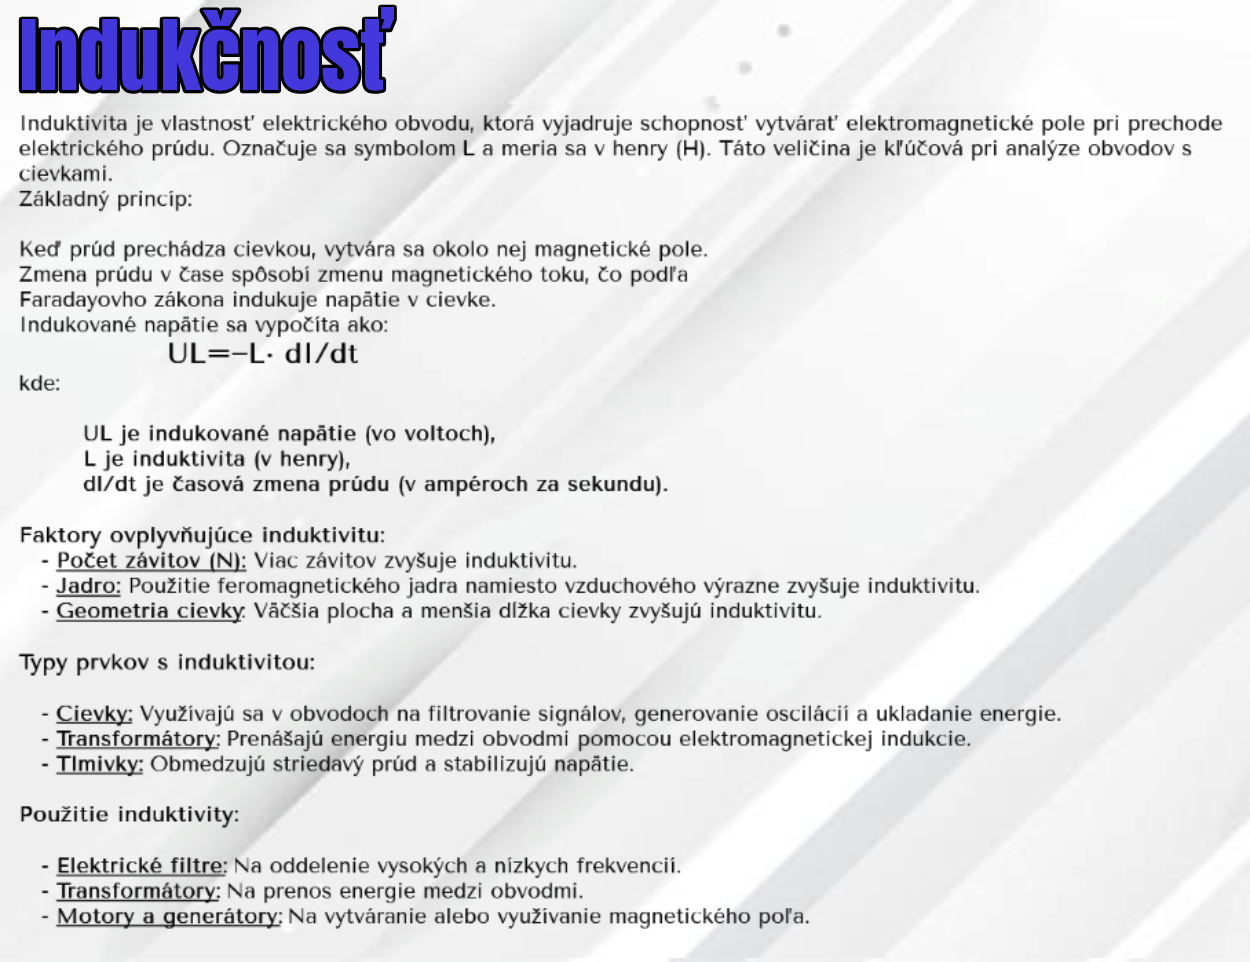 Indukčnosť
Induktivita je vlastnosť elektrického obvodu, ktorá vyjadruje schopnosť vytvárať elektromagnetické pole pri prechode
elektrického prúdu. Označuje sa symbolom L a meria sa v henry (H). Táto veličina je kľúčová pri analýze obvodov s
cievkami.
Základný princíp:
Keď prúd prechádza cievkou, vytvára sa okolo nej magnetické pole.
Zmena prúdu v čase spôsobí zmenu magnetického toku, čo podľa
Faradayovho zákona indukuje napätie v cievke.
Indukované napätie sa vypočíta ako:
UL=−L⋅ dI/dt
kde:
UL je indukované napätie (vo voltoch),
L je induktivita (v henry),
dI/dt je časová zmena prúdu (v ampéroch za sekundu).
Faktory ovplyvňujúce induktivitu:
- Počet závitov (N): Viac závitov zvyšuje induktivitu.
- Jadro: Použitie feromagnetického jadra namiesto vzduchového výrazne zvyšuje induktivitu.
- Geometria cievky: Väčšia plocha a menšia dĺžka cievky zvyšujú induktivitu.
Typy prvkov s induktivitou:
- Cievky: Využívajú sa v obvodoch na filtrovanie signálov, generovanie oscilácií a ukladanie energie.
- Transformátory: Prenášajú energiu medzi obvodmi pomocou elektromagnetickej indukcie.
- Tlmivky: Obmedzujú striedavý prúd a stabilizujú napätie.
Použitie induktivity:
- Elektrické filtre: Na oddelenie vysokých a nízkych frekvencií.
- Transformátory: Na prenos energie medzi obvodmi.
- Motory a generátory: Na vytváranie alebo využívanie magnetického poľa.